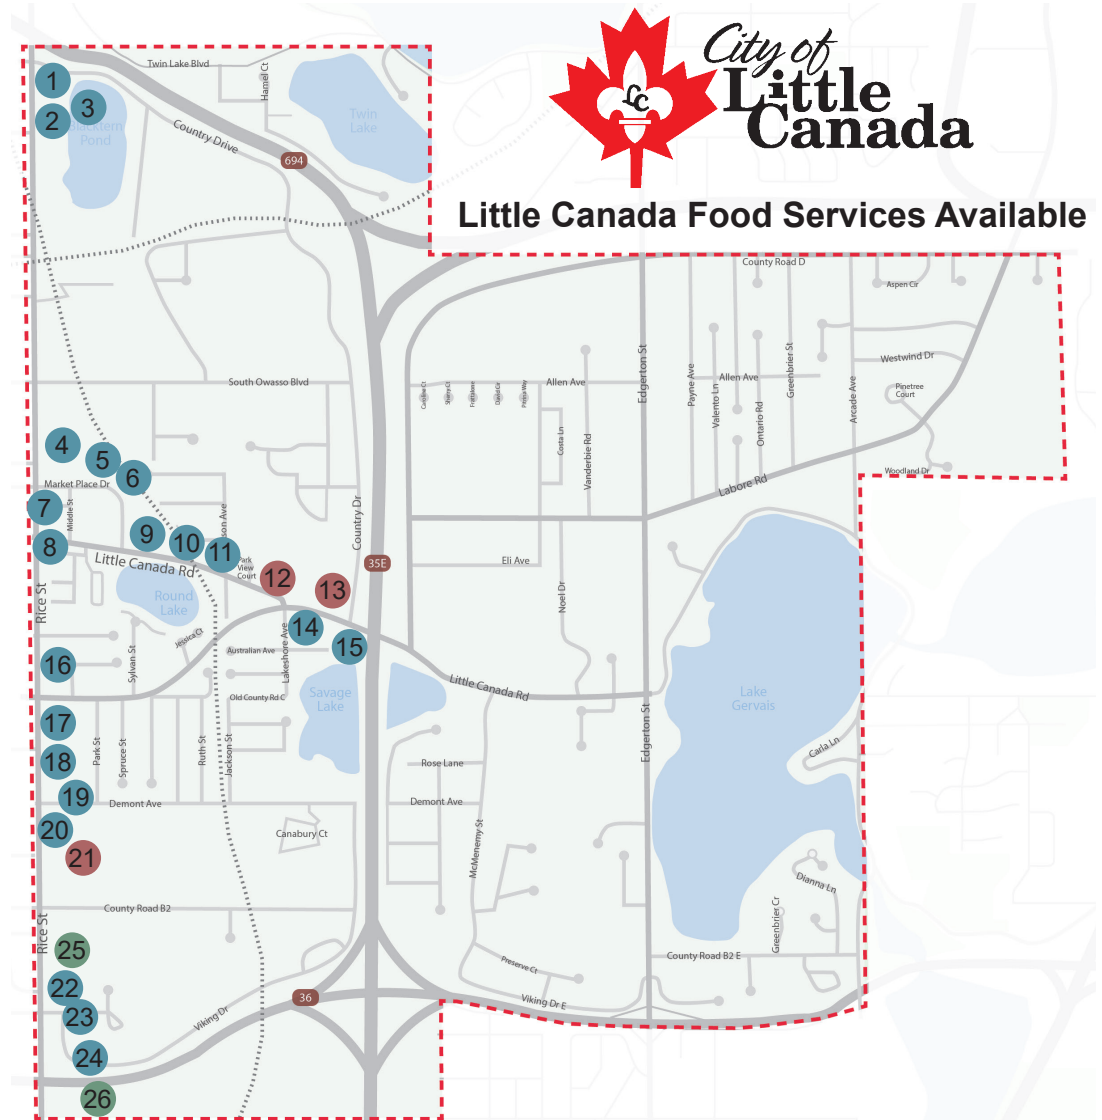 City of
Little
Canada
LC
Little Canada Food Services Available
Twin Lake Blvd
Hamel Ct
1
2
3
Pond
Twin
Lake
Country Drive
694
County Road D
Aspen Cir
South Owasso Blvd
Allen Ave
Edgerton St
Payne Ave
Valento Ln
Allen Ave
Ontario Rd
Greenbrier St
Arcade Ave
Westwind Dr
Pinetree
Court
Costa Ln
Vanderbie Rd
Woodland Dr
Labore Rd
4
5
6
Market Place Dr
7
Middle St
8
9
10
11
son Ave
Country Dr
35E
Little Canada Rd
Park
View
Court
12
13
Eli Ave
Noel Dr
Rice St
Round
Lake
14
15
Jessica Ct
Sylvan St
Australian Ave
Lakeshore Ave
16
Old County Rd C
Savage
Lake
Little Canada Rd
Lake
Gervais
17
18
19
20
21
Park St
Spruce St
Ruth St
Jackson St
Edgerton St
Carla Ln
Rose Lane
Demont Ave
Demont Ave
Canabury Ct
McMenemy St
Dianna Ln
Greenbrier Cr
County Road B2
Rice St
25
22
23
24
26
County Road B2 E
Preserve Ct
Viking Dr
36
Viking Dr E